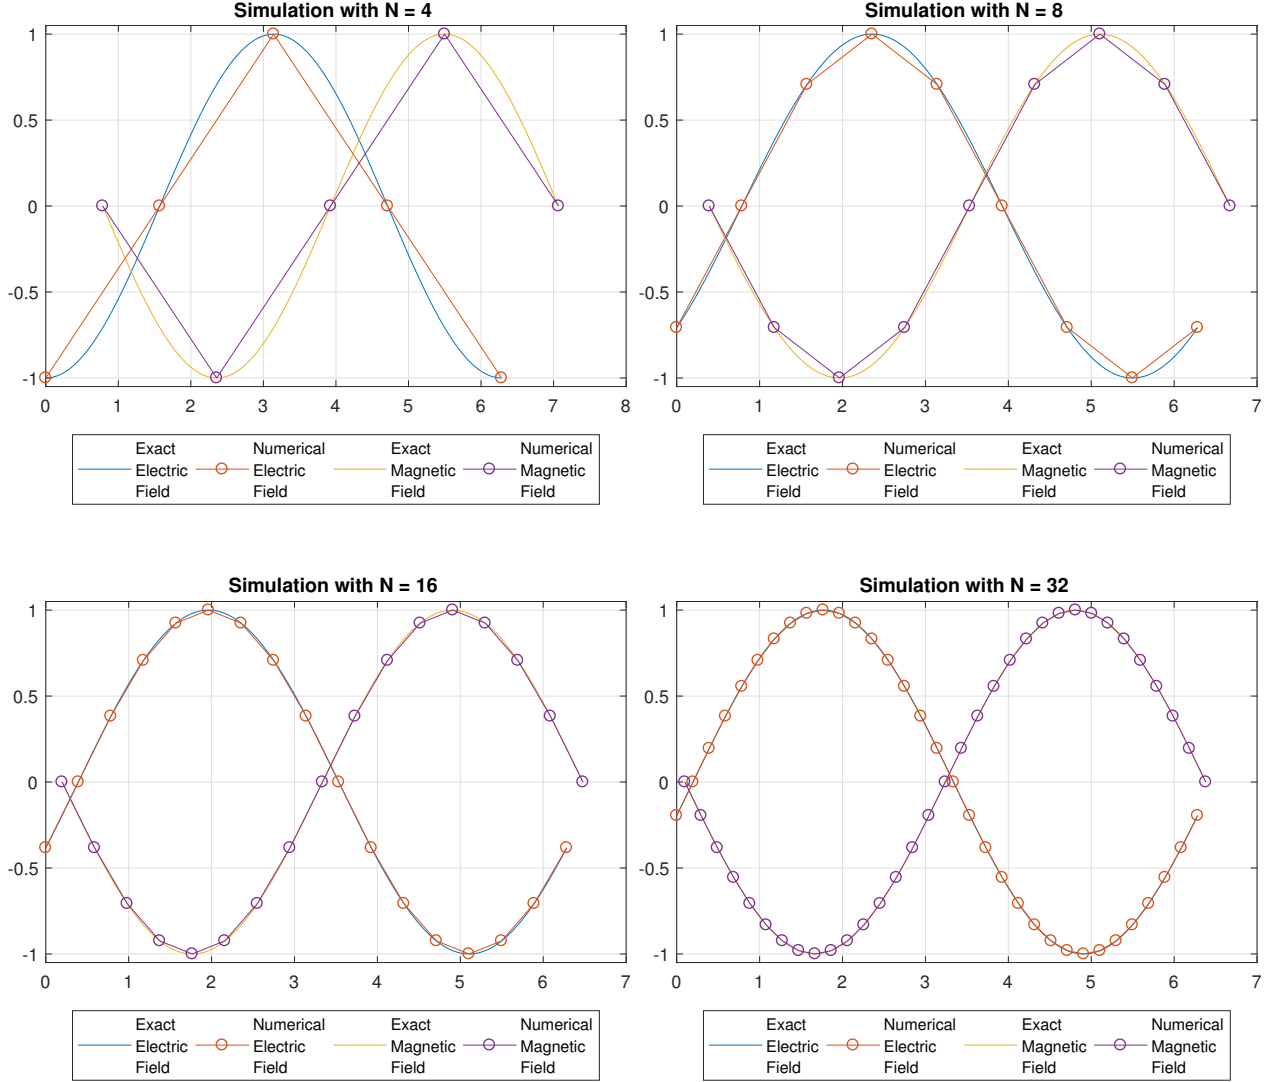 Simulation with N = 4
1
0.5
0
-0.5
-1
0 1 2 3 4 5 6 7 8
Exact Electric Field
Numerical Electric Field
Exact Magnetic Field
Numerical Magnetic Field
Simulation with N = 8
1
0.5
0
-0.5
-1
0 1 2 3 4 5 6 7
Exact Electric Field
Numerical Electric Field
Exact Magnetic Field
Numerical Magnetic Field
Simulation with N = 16
1
0.5
0
-0.5
-1
0 1 2 3 4 5 6 7
Exact Electric Field
Numerical Electric Field
Exact Magnetic Field
Numerical Magnetic Field
Simulation with N = 32
1
0.5
0
-0.5
-1
0 1 2 3 4 5 6 7
Exact Electric Field
Numerical Electric Field
Exact Magnetic Field
Numerical Magnetic Field